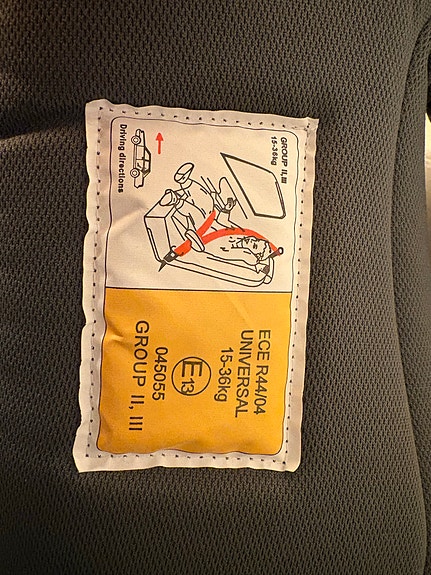 GROUP II,III
15-36kg
Driving directions
ECE R44/04
UNIVERSAL
15-36kg
E13
045055
GROUP II, III